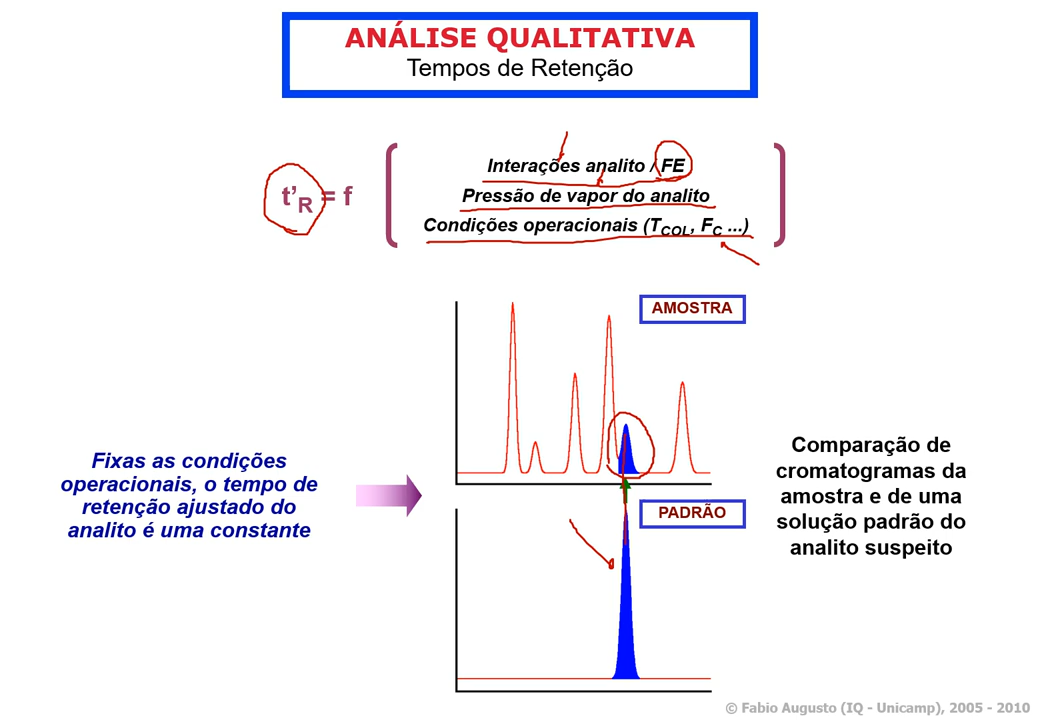 ANÁLISE QUALITATIVA
Tempos de Retenção
t’R = f
Interações analito / FE
Pressão de vapor do analito
Condições operacionais (TCOL, FC ...)
AMOSTRA
Fixas as condições
operacionais, o tempo de
retenção ajustado do
analito é uma constante
PADRÃO
Comparação de
cromatogramas da
amostra e de uma
solução padrão do
analito suspeito
© Fabio Augusto (IQ - Unicamp), 2005 - 2010